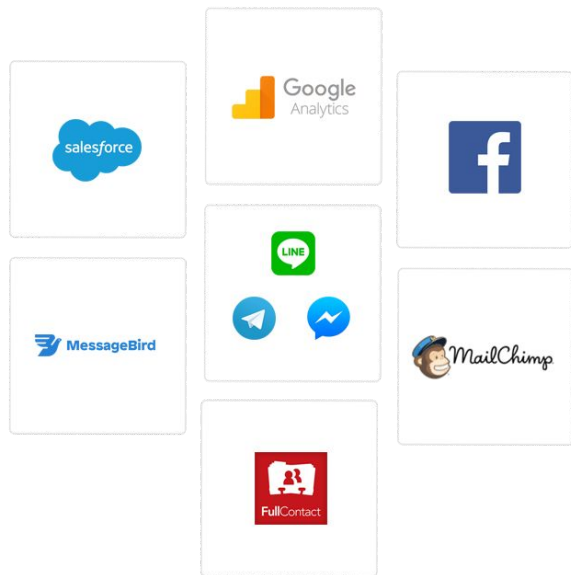 Google
Analytics
salesforce
LINE
MessageBird
MailChimp
FullContact